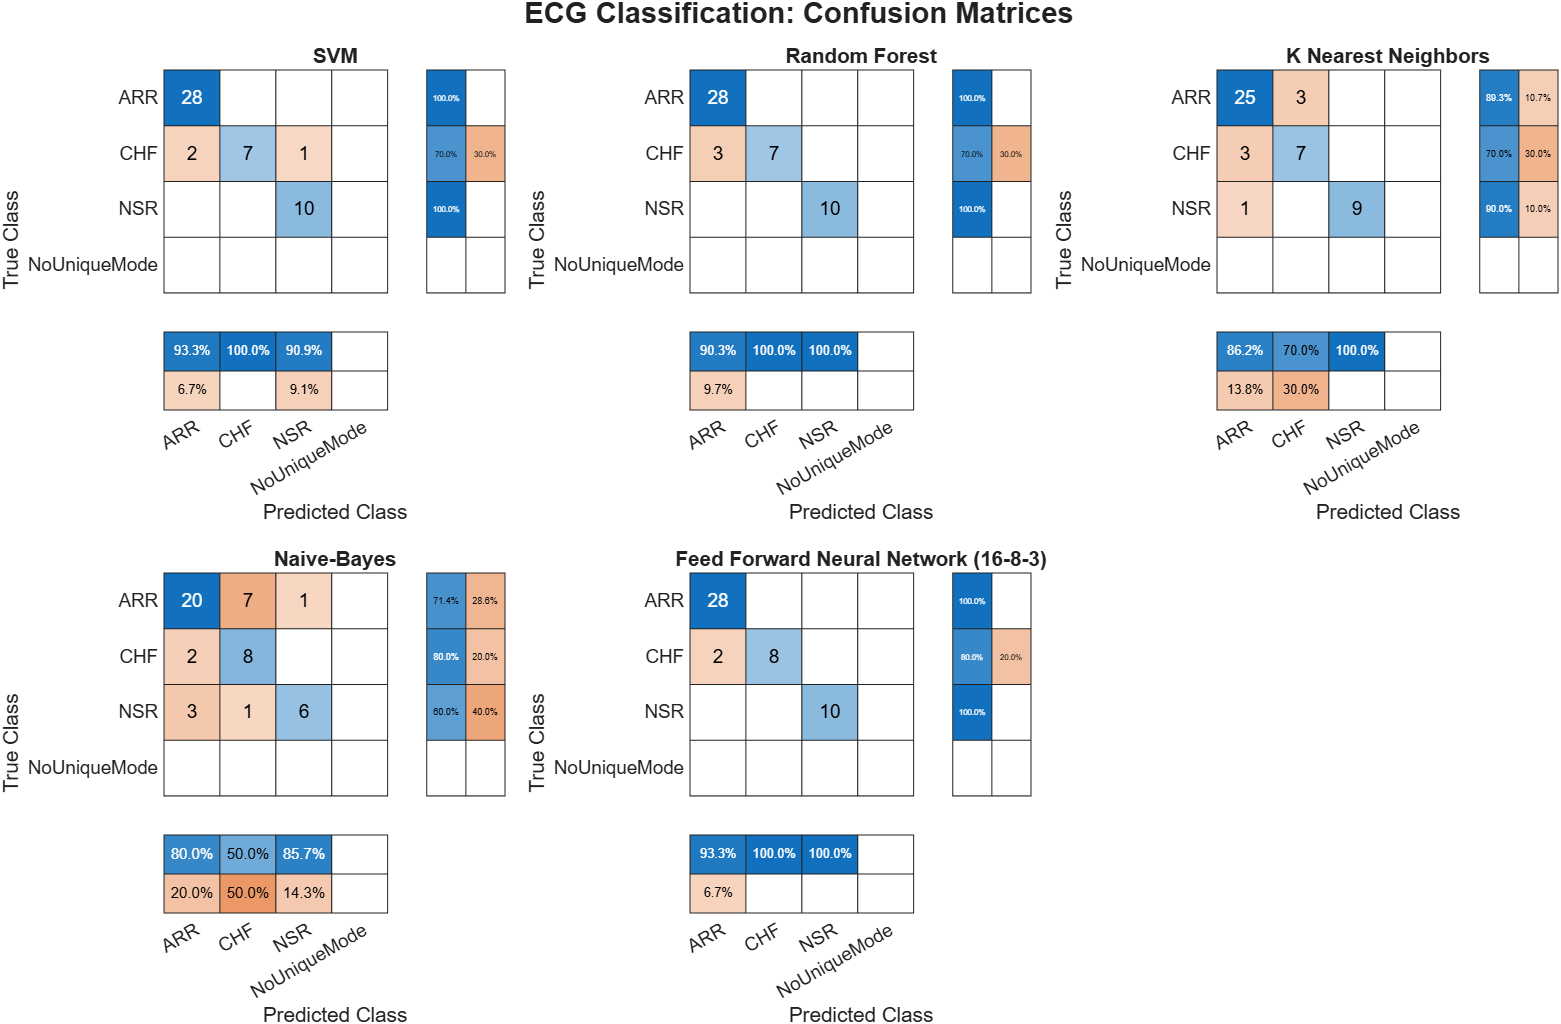 ECG Classification: Confusion Matrices
SVM
True Class
ARR 28 100.0%
CHF 2 7 1 70.0% 30.0%
NSR 10 100.0%
NoUniqueMode
93.3% 100.0% 90.9%
6.7% 9.1%
ARR CHF NSR NoUniqueMode
Predicted Class
Random Forest
True Class
ARR 28 100.0%
CHF 3 7 70.0% 30.0%
NSR 10 100.0%
NoUniqueMode
90.3% 100.0% 100.0%
9.7%
ARR CHF NSR NoUniqueMode
Predicted Class
K Nearest Neighbors
True Class
ARR 25 3 89.3% 10.7%
CHF 3 7 70.0% 30.0%
NSR 1 9 90.0% 10.0%
NoUniqueMode
86.2% 70.0% 100.0%
13.8% 30.0%
ARR CHF NSR NoUniqueMode
Predicted Class
Naive-Bayes
True Class
ARR 20 7 1 71.4% 28.6%
CHF 2 8 80.0% 20.0%
NSR 3 1 6 60.0% 40.0%
NoUniqueMode
80.0% 50.0% 85.7%
20.0% 50.0% 14.3%
ARR CHF NSR NoUniqueMode
Predicted Class
Feed Forward Neural Network (16-8-3)
True Class
ARR 28 100.0%
CHF 2 8 80.0% 20.0%
NSR 10 100.0%
NoUniqueMode
93.3% 100.0% 100.0%
6.7%
ARR CHF NSR NoUniqueMode
Predicted Class